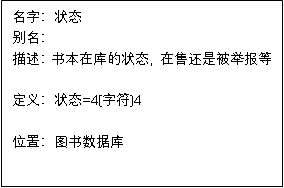 名字：状态
别名：
描述：书本在库的状态，在售还是被举报等
定义：状态=4{字符}4
位置：图书数据库